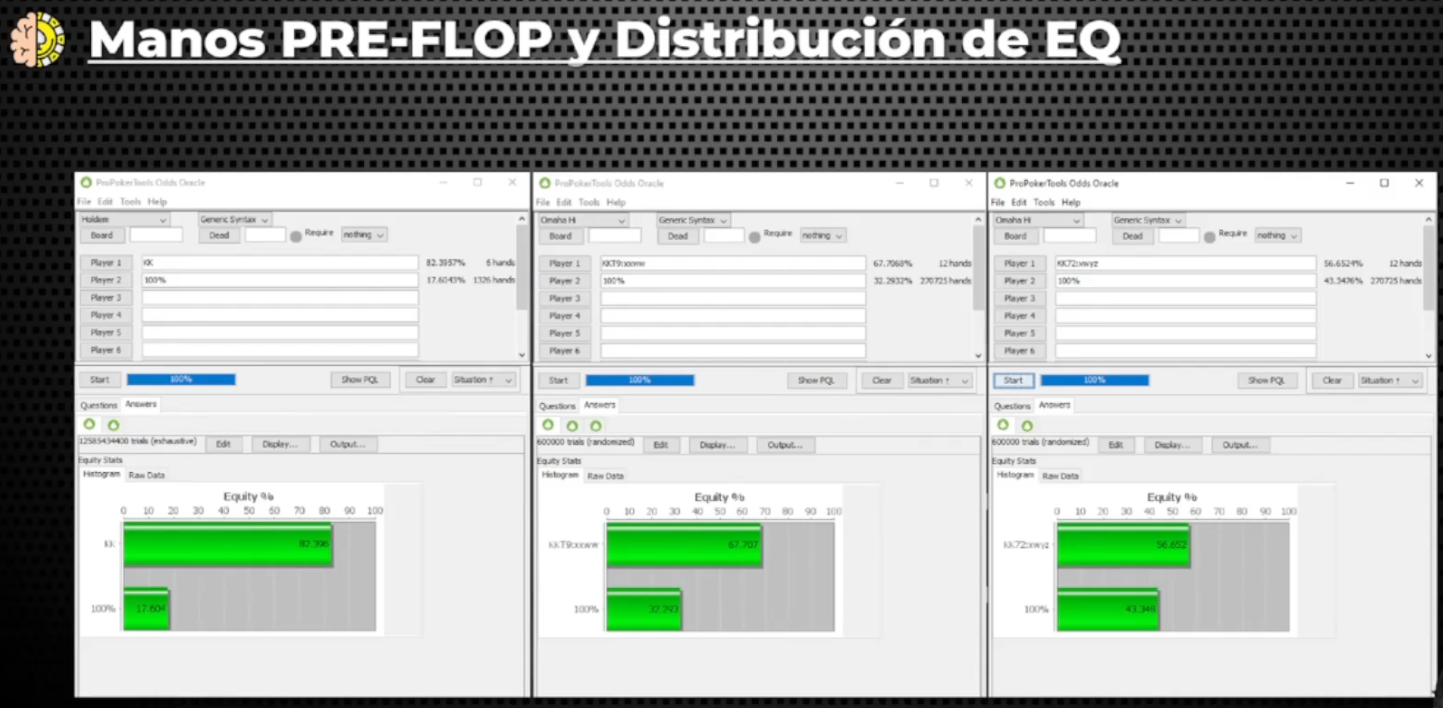 Manos PRE-FLOP y Distribución de EQ
ProPokerTools Odds Oracle
File Edit Tools Help
Holdem Generic Syntax
Board Dead Require nothing
Player 1 KK 82.3957% 6 hands
Player 2 100% 17.6043% 1326 hands
Player 3
Player 4
Player 5
Player 6
Start 100% Show PQL Clear Situation ↑
Questions Answers
12585434400 trials (exhaustive) Edit Display... Output...
Equity Stats
Histogram Raw Data
Equity %
0 10 20 30 40 50 60 70 80 90 100
KK 82.396
100% 17.604
ProPokerTools Odds Oracle
File Edit Tools Help
Omaha Hi Generic Syntax
Board Dead Require nothing
Player 1 67.7068% 12 hands
Player 2 100% 32.2932% 270725 hands
Player 3
Player 4
Player 5
Player 6
Start 100% Show PQL Clear Situation ↑
Questions Answers
600000 trials (randomized) Edit Display... Output...
Equity Stats
Histogram Raw Data
Equity %
0 10 20 30 40 50 60 70 80 90 100
67.707
100% 32.293
ProPokerTools Odds Oracle
File Edit Tools Help
Omaha Hi Generic Syntax
Board Dead Require nothing
Player 1 KK72:xwyz 56.6524% 12 hands
Player 2 100% 43.3476% 270725 hands
Player 3
Player 4
Player 5
Player 6
Start 100% Show PQL Clear Situation ↑
Questions Answers
600000 trials (randomized) Edit Display... Output...
Equity Stats
Histogram Raw Data
Equity %
0 10 20 30 40 50 60 70 80 90 100
KK72:xwyz 56.652
100% 43.348